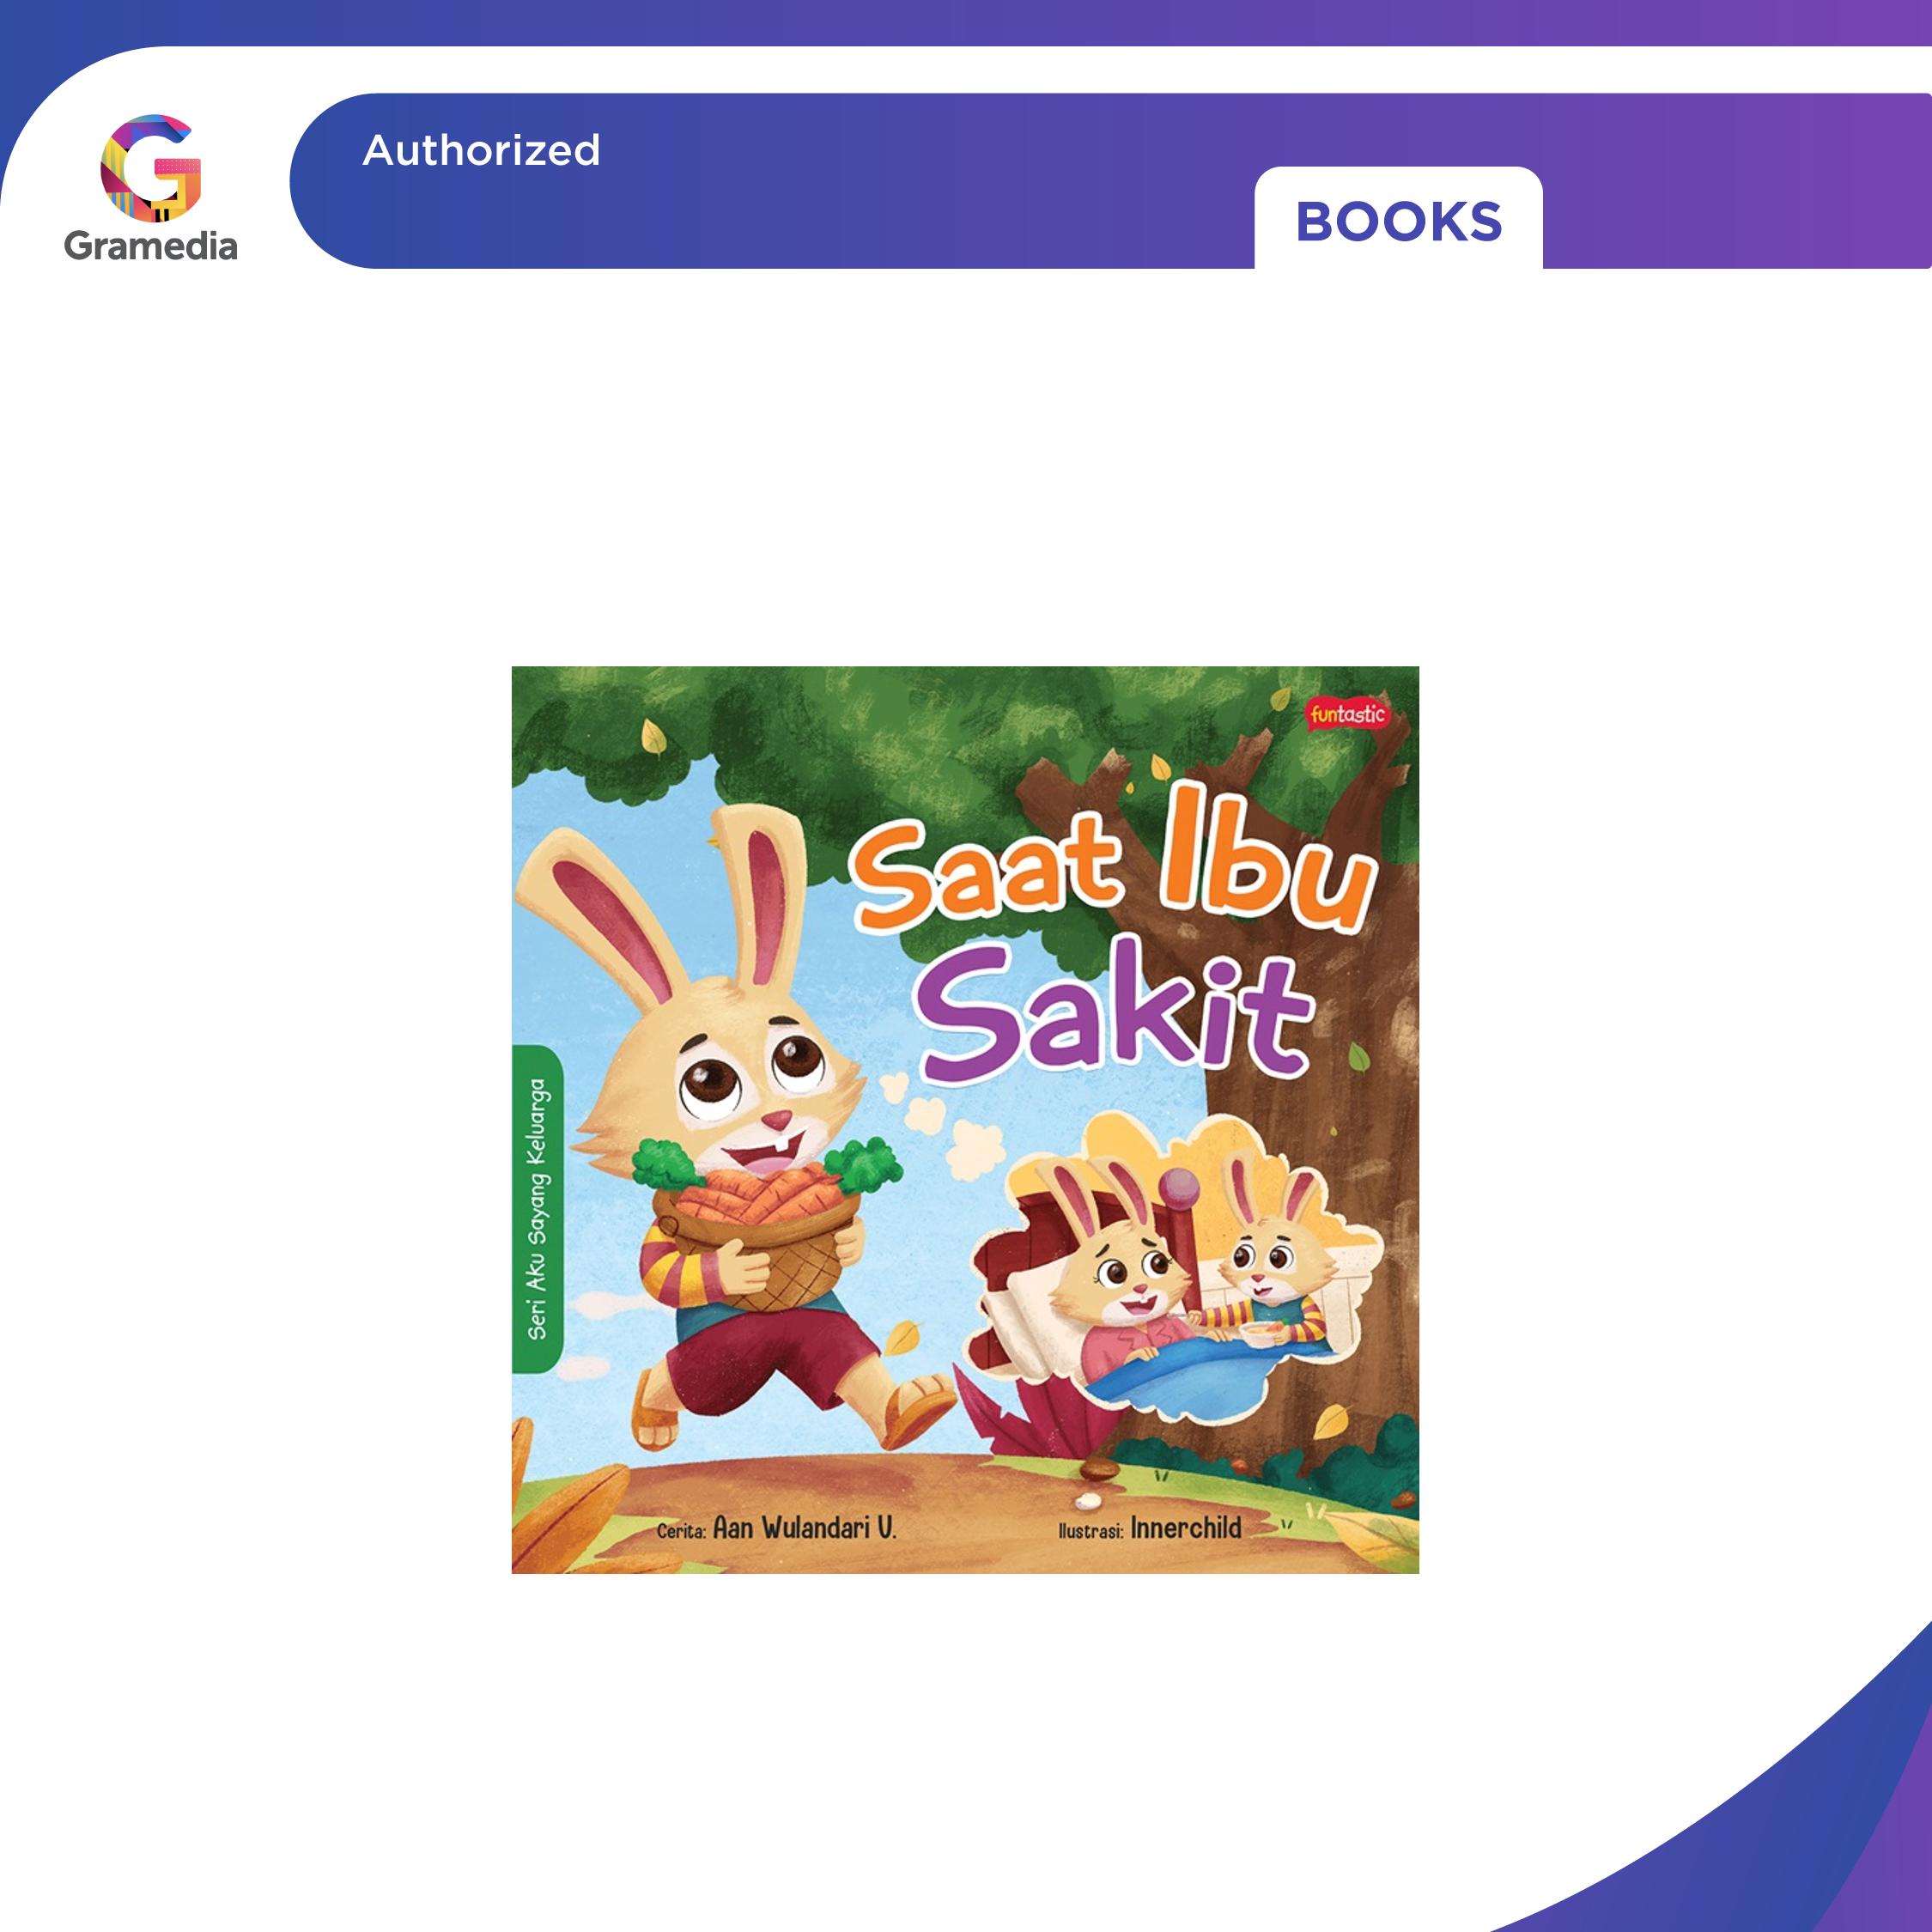 Authorized
Gramedia
BOOKS
funtastic
Saat Ibu
Sakit
Seri Aku Sayang Keluarga
Cerita: Aan Wulandari U.
Ilustrasi: Innerchild